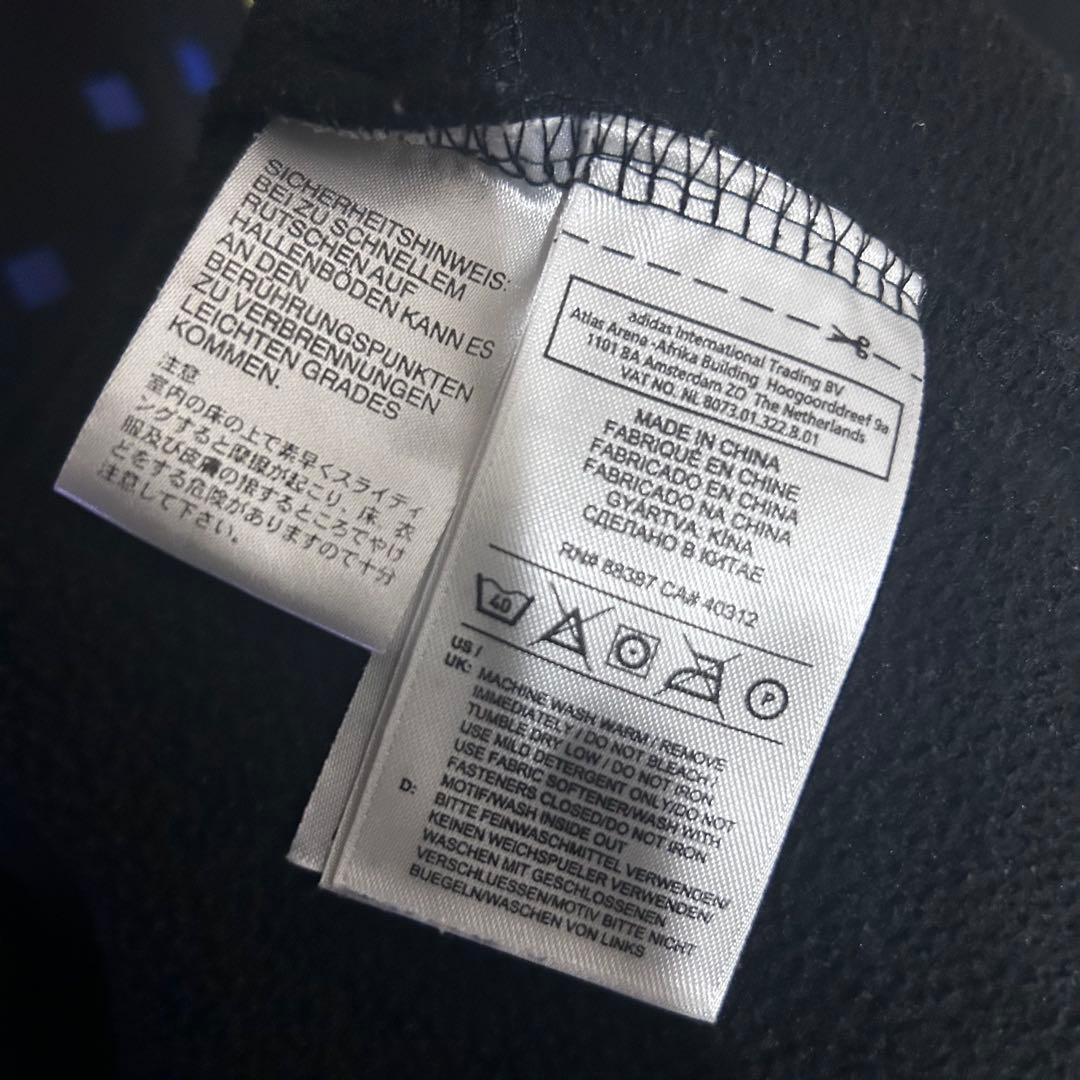 SICHERHEITSHINWEIS:
BEI ZU SCHNELLEM
RUTSCHEN AUF
HALLENBÖDEN KANN ES
AN DEN
BERÜHRUNGSPUNKTEN
ZU VERBRENNUNGEN
LEICHTEN GRADES
KOMMEN.
注意
室内の床の上で素早くスライディ
ングすると摩擦が起こり、床、衣
服及び皮膚の接するところでやけ
どをする危険がありますので十分
注意して下さい。
adidas International Trading BV
Atlas Arena -Afrika Building Hoogoorddreef 9a
1101 BA Amsterdam ZO The Netherlands
VAT NO. NL 8073.01.322.B.01
MADE IN CHINA
FABRIQUÉ EN CHINE
FABRICADO EN CHINA
FABRICADO NA CHINA
GYÁRTVA: KÍNA
СДЕЛАНО В КИТАЕ
RN# 88387 CA# 40312
40
P
US /
UK: MACHINE WASH WARM / REMOVE
IMMEDIATELY / DO NOT BLEACH /
TUMBLE DRY LOW / DO NOT IRON
USE MILD DETERGENT ONLY/DO NOT
USE FABRIC SOFTENER/WASH WITH
FASTENERS CLOSED/DO NOT IRON
MOTIF/WASH INSIDE OUT
D: BITTE FEINWASCHMITTEL VERWENDEN/
KEINEN WEICHSPUELER VERWENDEN/
WASCHEN MIT GESCHLOSSENEN
VERSCHLUESSEN/MOTIV BITTE NICHT
BUEGELN/WASCHEN VON LINKS